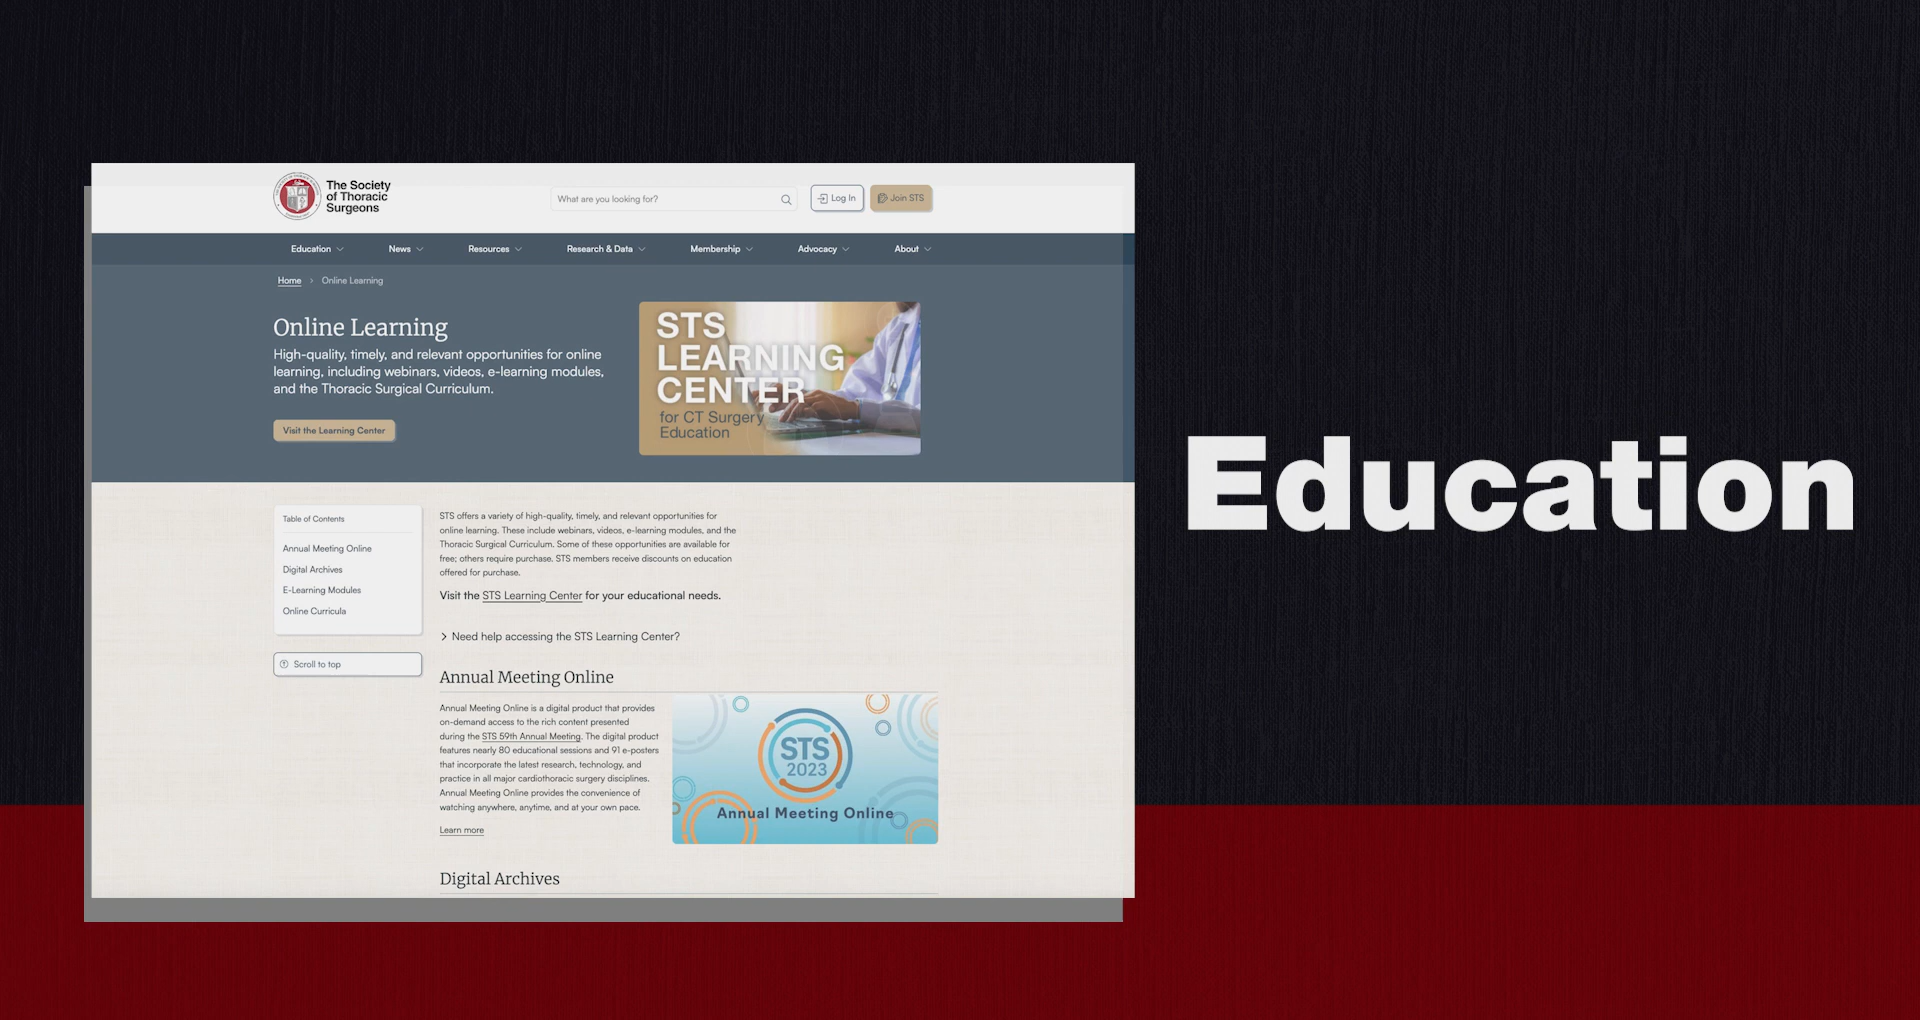 The Society
of Thoracic
Surgeons
What are you looking for?
Log In
Join STS
Education
News
Resources
Research & Data
Membership
Advocacy
About
Home > Online Learning
Online Learning
High-quality, timely, and relevant opportunities for online
learning, including webinars, videos, e-learning modules,
and the Thoracic Surgical Curriculum.
Visit the Learning Center
STS
LEARNING
CENTER
for CT Surgery
Education
Table of Contents
Annual Meeting Online
Digital Archives
E-Learning Modules
Online Curricula
Scroll to top
STS offers a variety of high-quality, timely, and relevant opportunities for
online learning. These include webinars, videos, e-learning modules, and the
Thoracic Surgical Curriculum. Some of these opportunities are available for
free; others require purchase. STS members receive discounts on education
offered for purchase.
Visit the STS Learning Center for your educational needs.
Need help accessing the STS Learning Center?
Annual Meeting Online
Annual Meeting Online is a digital product that provides
on-demand access to the rich content presented
during the STS 59th Annual Meeting. The digital product
features nearly 80 educational sessions and 91 e-posters
that incorporate the latest research, technology, and
practice in all major cardiothoracic surgery disciplines.
Annual Meeting Online provides the convenience of
watching anywhere, anytime, and at your own pace.
Learn more
STS
2023
Annual Meeting Online
Digital Archives
Education